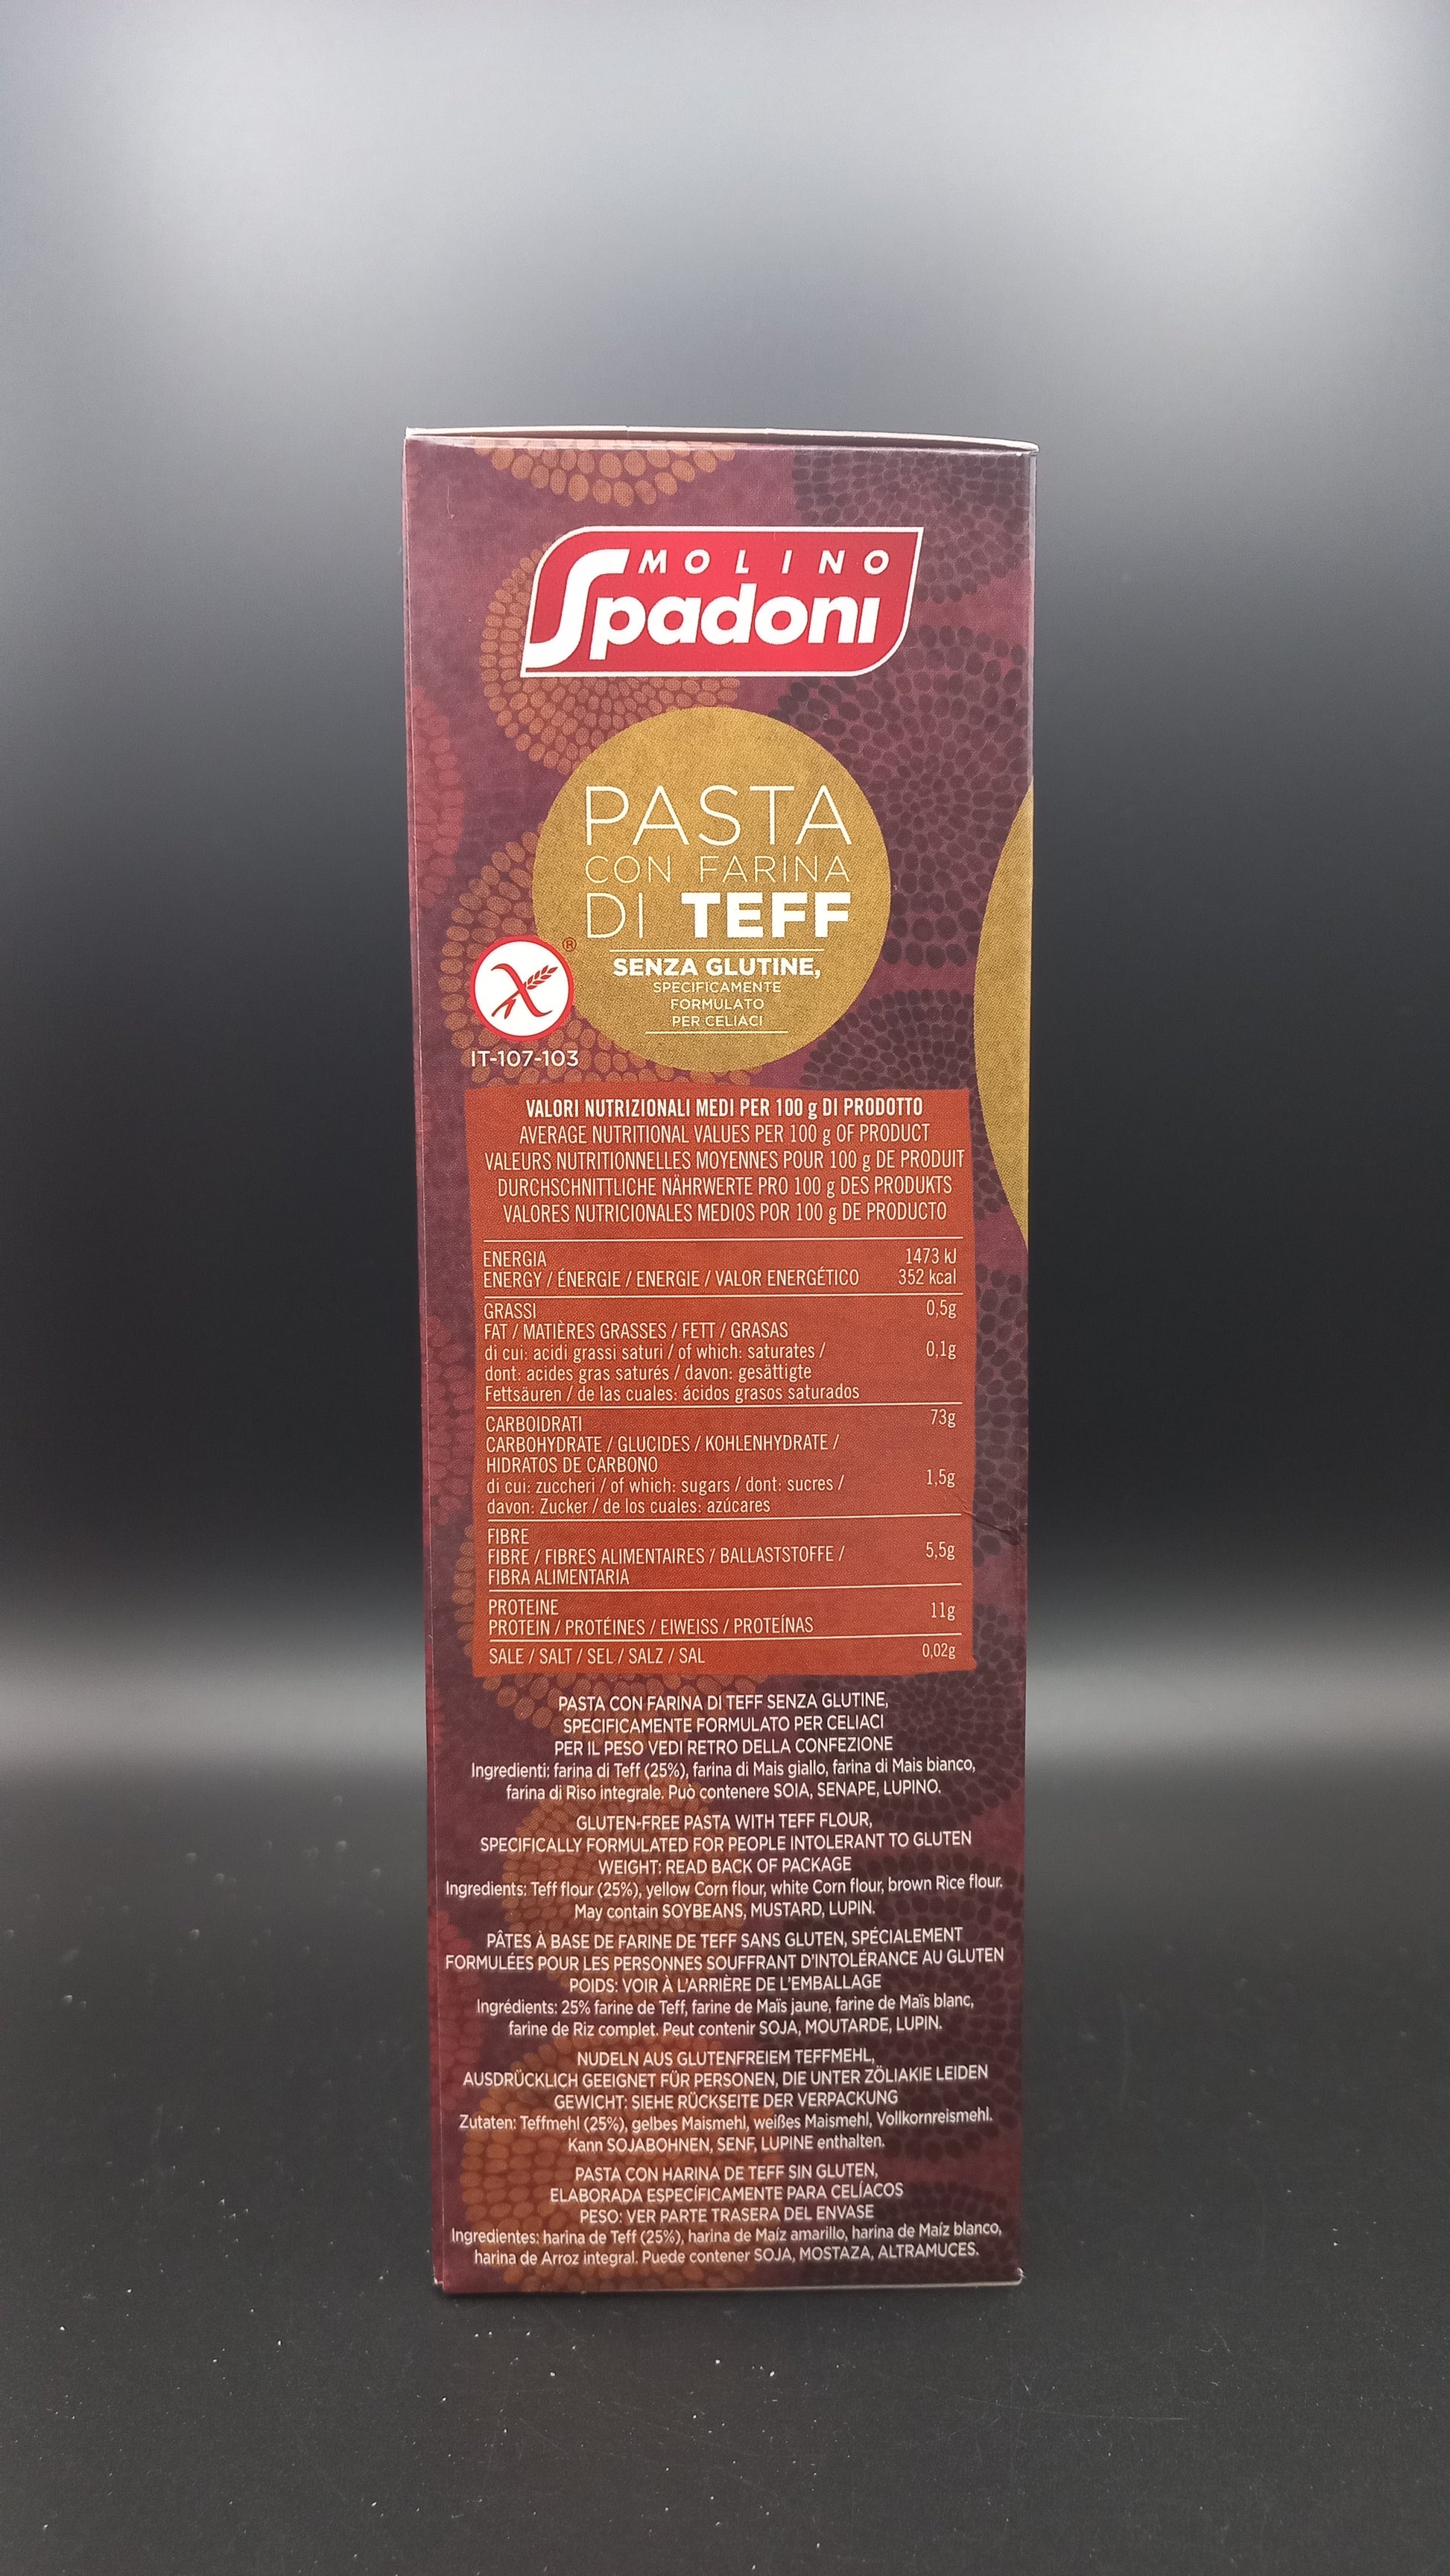 MOLINO
Spadoni
PASTA
CON FARINA
DI TEFF
SENZA GLUTINE,
SPECIFICAMENTE
FORMULATO
PER CELIACI
®
IT-107-103
VALORI NUTRIZIONALI MEDI PER 100 g DI PRODOTTO
AVERAGE NUTRITIONAL VALUES PER 100 g OF PRODUCT
VALEURS NUTRITIONNELLES MOYENNES POUR 100 g DE PRODUIT
DURCHSCHNITTLICHE NÄHRWERTE PRO 100 g DES PRODUKTS
VALORES NUTRICIONALES MEDIOS POR 100 g DE PRODUCTO
ENERGIA 1473 kJ
ENERGY / ÉNERGIE / ENERGIE / VALOR ENERGÉTICO 352 kcal
GRASSI 0,5g
FAT / MATIÈRES GRASSES / FETT / GRASAS
di cui: acidi grassi saturi / of which: saturates / 0,1g
dont: acides gras saturés / davon: gesättigte
Fettsäuren / de las cuales: ácidos grasos saturados
CARBOIDRATI 73g
CARBOHYDRATE / GLUCIDES / KOHLENHYDRATE /
HIDRATOS DE CARBONO
di cui: zuccheri / of which: sugars / dont: sucres / 1,5g
davon: Zucker / de los cuales: azúcares
FIBRE
FIBRE / FIBRES ALIMENTAIRES / BALLASTSTOFFE / 5,5g
FIBRA ALIMENTARIA
PROTEINE 11g
PROTEIN / PROTÉINES / EIWEISS / PROTEÍNAS
SALE / SALT / SEL / SALZ / SAL 0,02g
PASTA CON FARINA DI TEFF SENZA GLUTINE,
SPECIFICAMENTE FORMULATO PER CELIACI
PER IL PESO VEDI RETRO DELLA CONFEZIONE
Ingredienti: farina di Teff (25%), farina di Mais giallo, farina di Mais bianco,
farina di Riso integrale. Può contenere SOIA, SENAPE, LUPINO.
GLUTEN-FREE PASTA WITH TEFF FLOUR,
SPECIFICALLY FORMULATED FOR PEOPLE INTOLERANT TO GLUTEN
WEIGHT: READ BACK OF PACKAGE
Ingredients: Teff flour (25%), yellow Corn flour, white Corn flour, brown Rice flour.
May contain SOYBEANS, MUSTARD, LUPIN.
PÂTES À BASE DE FARINE DE TEFF SANS GLUTEN, SPÉCIALEMENT
FORMULÉES POUR LES PERSONNES SOUFFRANT D'INTOLÉRANCE AU GLUTEN
POIDS: VOIR À L'ARRIÈRE DE L'EMBALLAGE
Ingrédients: 25% farine de Teff, farine de Maïs jaune, farine de Maïs blanc,
farine de Riz complet. Peut contenir SOJA, MOUTARDE, LUPIN.
NUDELN AUS GLUTENFREIEM TEFFMEHL,
AUSDRÜCKLICH GEEIGNET FÜR PERSONEN, DIE UNTER ZÖLIAKIE LEIDEN
GEWICHT: SIEHE RÜCKSEITE DER VERPACKUNG
Zutaten: Teffmehl (25%), gelbes Maismehl, weißes Maismehl, Vollkornreismehl.
Kann SOJABOHNEN, SENF, LUPINE enthalten.
PASTA CON HARINA DE TEFF SIN GLUTEN,
ELABORADA ESPECÍFICAMENTE PARA CELÍACOS
PESO: VER PARTE TRASERA DEL ENVASE
Ingredientes: harina de Teff (25%), harina de Maíz amarillo, harina de Maíz blanco,
harina de Arroz integral. Puede contener SOJA, MOSTAZA, ALTRAMUCES.